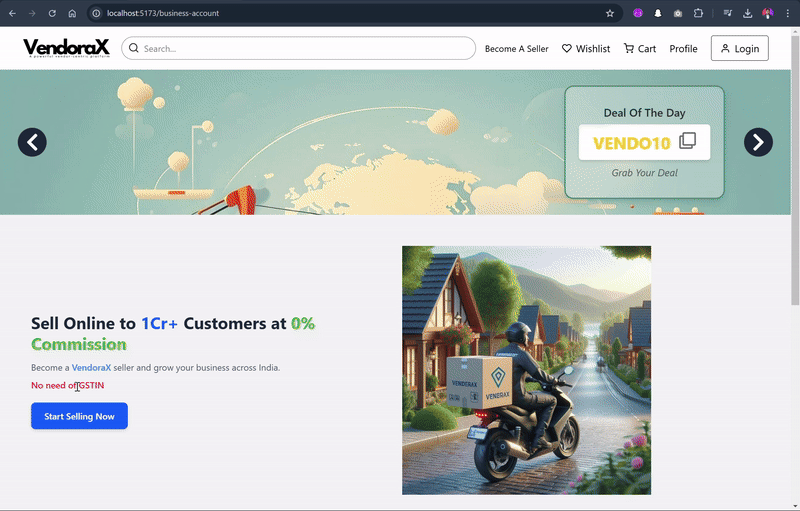 localhost:5173/business-account
VendoraX
a powerful vendor-centric platform
Search...
Become A Seller
Wishlist
Cart
Profile
Login
Deal Of The Day
VENDO10
Grab Your Deal
Sell Online to 1Cr+ Customers at 0%
Commission
Become a VendoraX seller and grow your business across India.
No need of GSTIN
Start Selling Now
VENDERAX
VENERAX